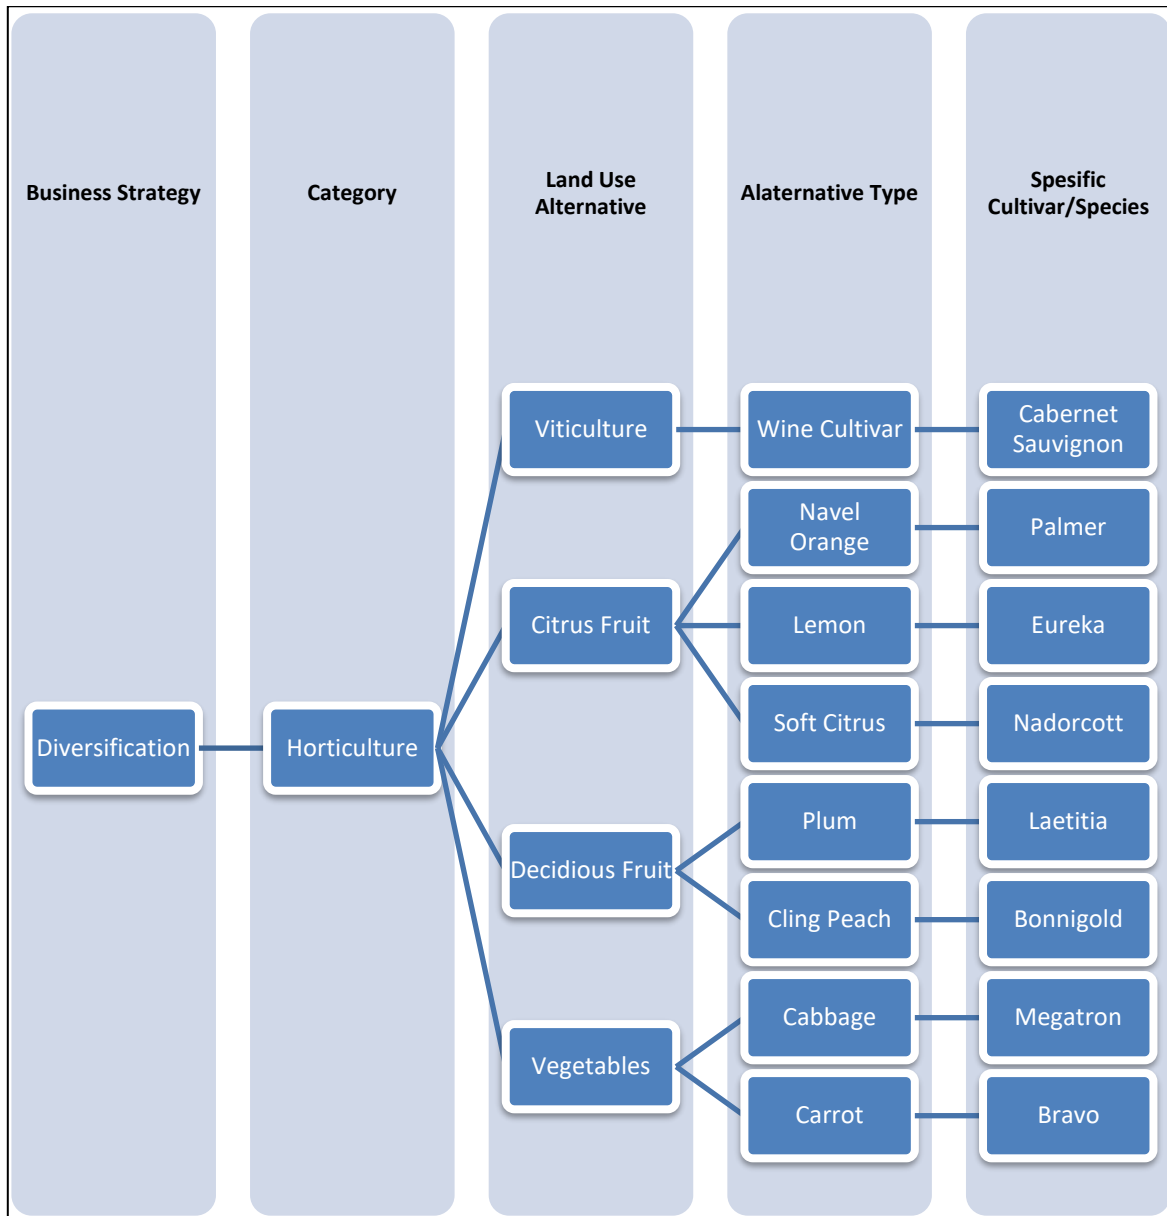 Business Strategy
Category
Land Use
Alternative
Alaternative Type
Spesific
Cultivar/Species
Diversification
Horticulture
Viticulture
Wine Cultivar
Cabernet
Sauvignon
Citrus Fruit
Navel
Orange
Palmer
Lemon
Eureka
Soft Citrus
Nadorcott
Decidious Fruit
Plum
Laetitia
Cling Peach
Bonnigold
Vegetables
Cabbage
Megatron
Carrot
Bravo